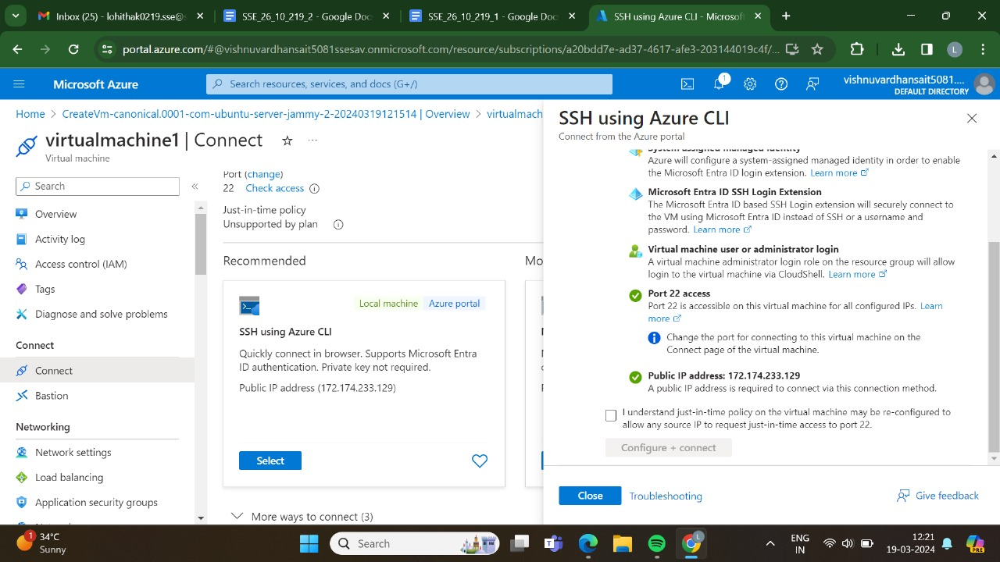 Inbox (25) - lohithak0219.sse@s
SSE_26_10_219_2 - Google Doc
SSE_26_10_219_1 - Google Doc
SSH using Azure CLI - Microsof
portal.azure.com/#@vishnuvardhansait5081ssesav.onmicrosoft.com/resource/subscriptions/a20bdd7e-ad37-4617-afe3-203144019c4f/...
L
Microsoft Azure
Search resources, services, and docs (G+/)
1
vishnuvardhansait5081....
DEFAULT DIRECTORY
Home > CreateVm-canonical.0001-com-ubuntu-server-jammy-2-20240319121514 | Overview > virtualmach
virtualmachine1 | Connect
Virtual machine
Search
Overview
Activity log
Access control (IAM)
Tags
Diagnose and solve problems
Connect
Connect
Bastion
Networking
Network settings
Load balancing
Application security groups
Port (change)
22 Check access
Just-in-time policy
Unsupported by plan
Recommended
Mo
Local machine
Azure portal
SSH using Azure CLI
Quickly connect in browser. Supports Microsoft Entra
ID authentication. Private key not required.
Public IP address (172.174.233.129)
Select
More ways to connect (3)
SSH using Azure CLI
Connect from the Azure portal
System assigned managed identity
Azure will configure a system-assigned managed identity in order to enable
the Microsoft Entra ID login extension. Learn more
Microsoft Entra ID SSH Login Extension
The Microsoft Entra ID based SSH Login extension will securely connect to
the VM using Microsoft Entra ID instead of SSH or a username and
password. Learn more
Virtual machine user or administrator login
A virtual machine administrator login role on the resource group will allow
login to the virtual machine via CloudShell. Learn more
Port 22 access
Port 22 is accessible on this virtual machine for all configured IPs. Learn
more
Change the port for connecting to this virtual machine on the
Connect page of the virtual machine.
Public IP address: 172.174.233.129
A public IP address is required to connect via this connection method.
I understand just-in-time policy on the virtual machine may be re-configured to
allow any source IP to request just-in-time access to port 22.
Configure + connect
Close
Troubleshooting
Give feedback
1
34°C
Sunny
Search
L
ENG
IN
12:21
19-03-2024
PRE